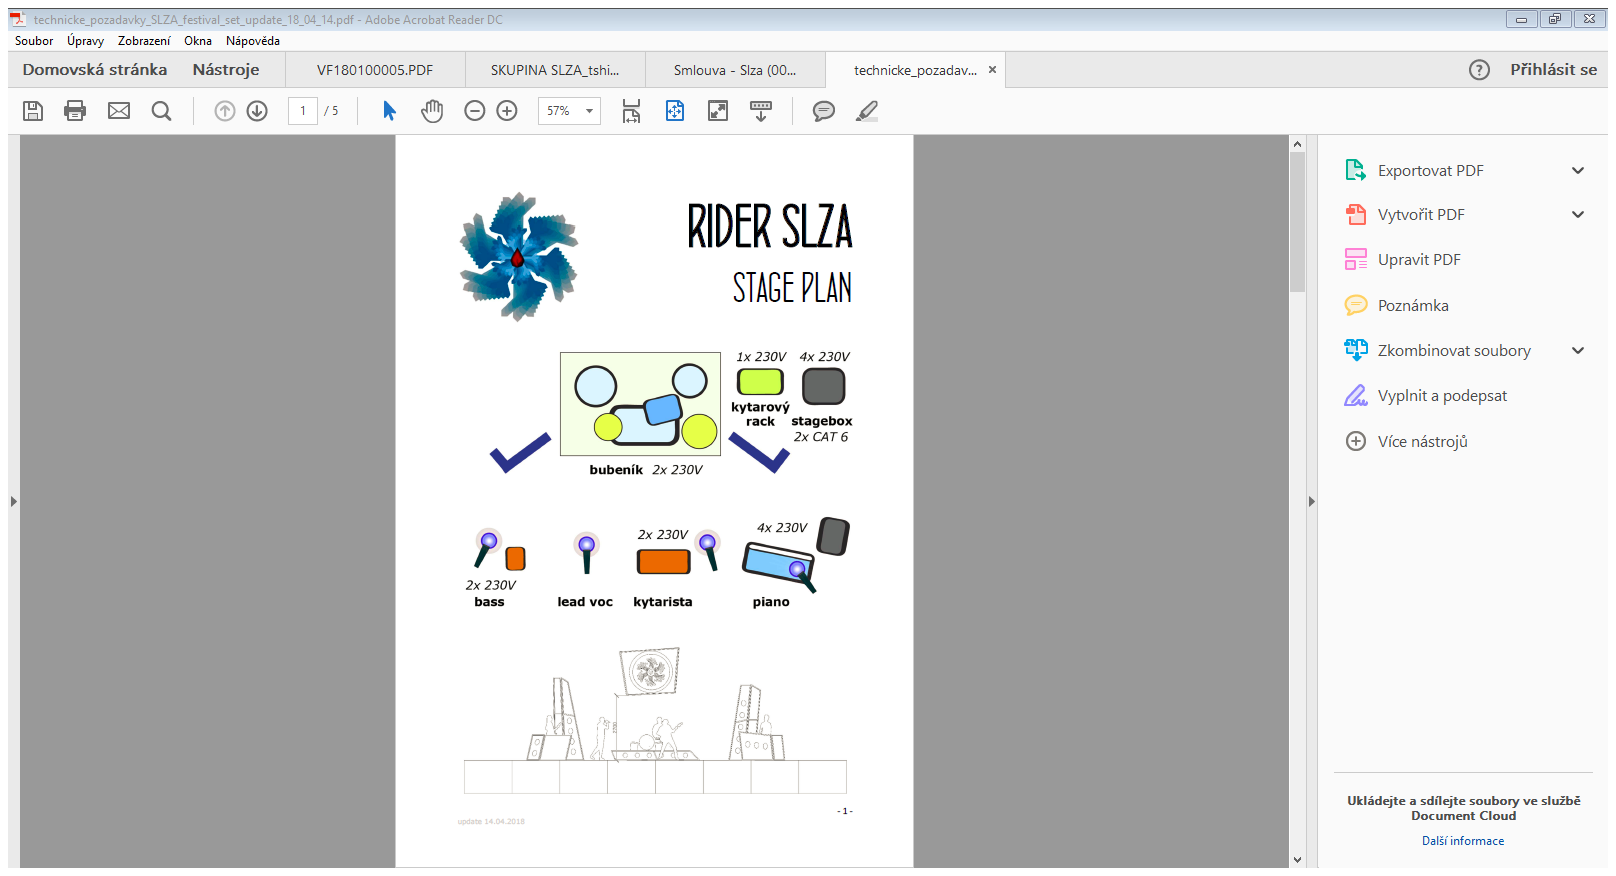 technicke_pozadavky_SLZA_festival_set_update_18_04_14.pdf - Adobe Acrobat Reader DC
Soubor Úpravy Zobrazení Okna Nápověda
Domovská stránka Nástroje VF180100005.PDF SKUPINA SLZA_tshi... Smlouva - Slza (00... technicke_pozadav... × Přihlásit se
1 / 5 57%
RIDER SLZA
STAGE PLAN
1x 230V 4x 230V
kytarový
rack
stagebox
2x CAT 6
bubeník 2x 230V
2x 230V
4x 230V
2x 230V
bass lead voc kytarista piano
- 1 -
update 14.04.2018
Exportovat PDF
Vytvořit PDF
Upravit PDF
Poznámka
Zkombinovat soubory
Vyplnit a podepsat
Více nástrojů
Ukládejte a sdílejte soubory ve službě
Document Cloud
Další informace